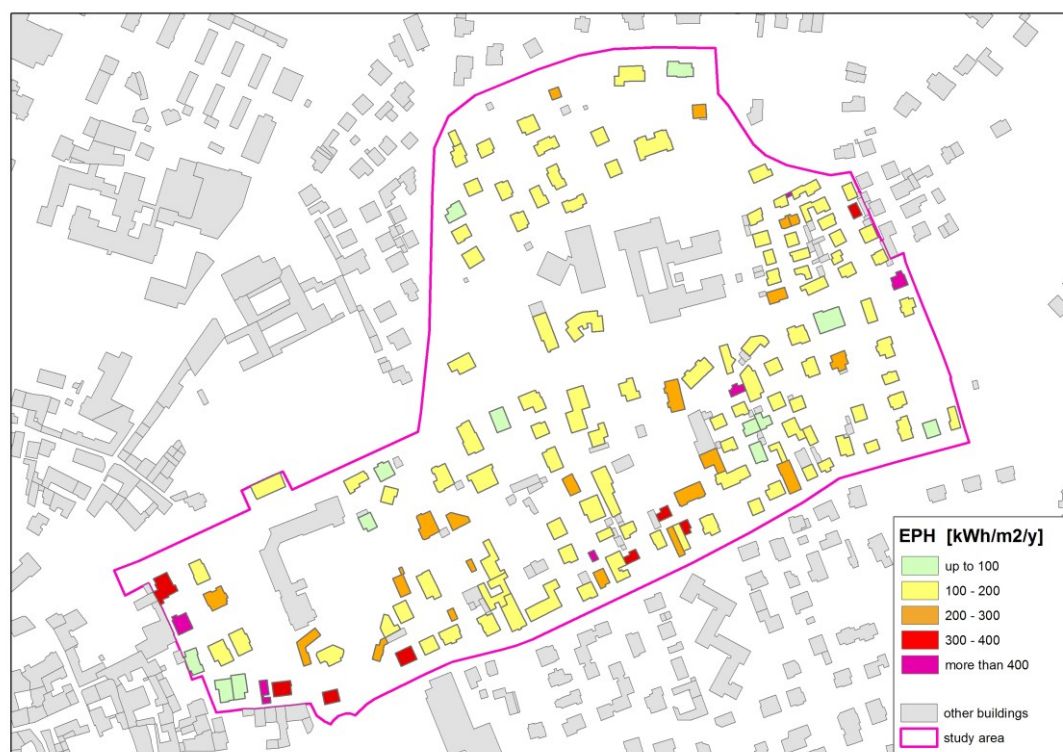 EPH [kWh/m2/y]
up to 100
100 - 200
200 - 300
300 - 400
more than 400
other buildings
study area